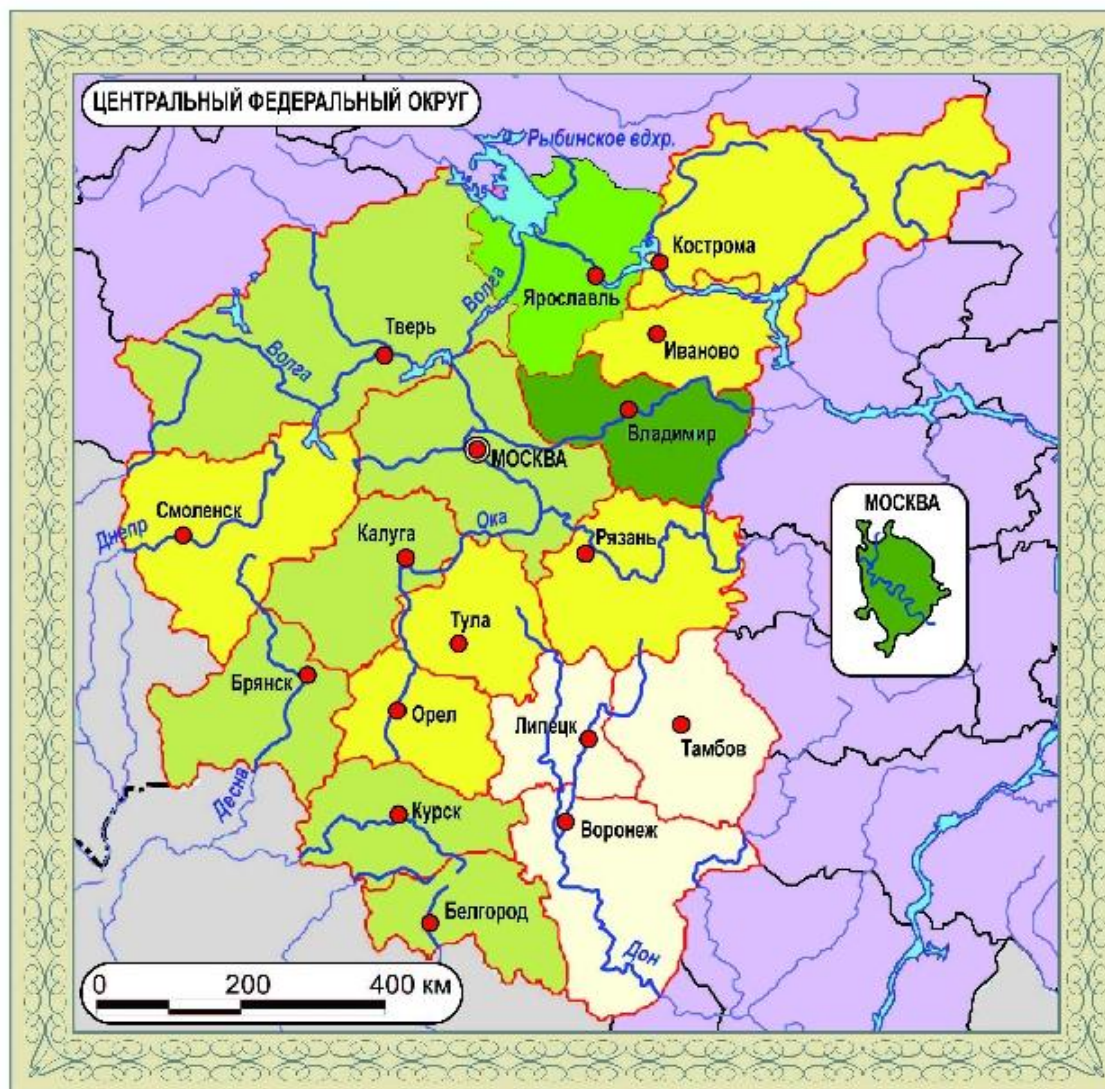 ЦЕНТРАЛЬНЫЙ ФЕДЕРАЛЬНЫЙ ОКРУГ
Рыбинское вдхр.
Кострома
Волга
Ярославль
Тверь
Иваново
Волга
Владимир
МОСКВА
МОСКВА
Смоленск
Ока
Днепр
Калуга
Рязань
Тула
Брянск
Орел
Липецк
Тамбов
Десна
Курск
Воронеж
Белгород
Дон
0 200 400 км